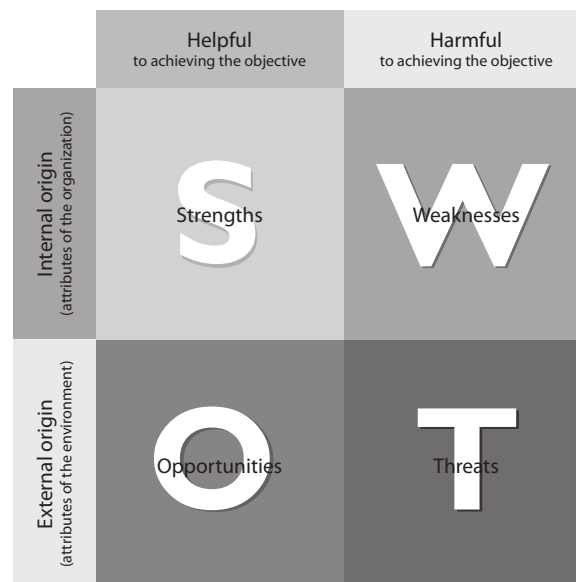 Helpful
to achieving the objective
Harmful
to achieving the objective
Internal origin
(attributes of the organization)
S
Strengths
W
Weaknesses
External origin
(attributes of the environment)
O
Opportunities
T
Threats